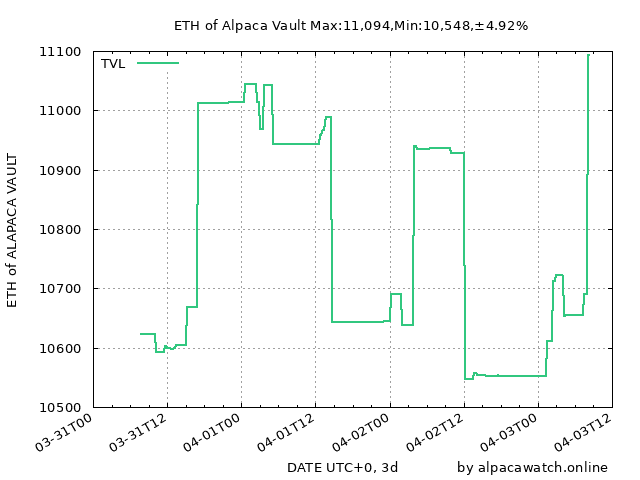 ETH of Alpaca Vault Max:11,094,Min:10,548,±4.92%
TVL
ETH of ALAPACA VAULT
11100
11000
10900
10800
10700
10600
10500
03-31T00
03-31T12
04-01T00
04-01T12
04-02T00
04-02T12
04-03T00
04-03T12
DATE UTC+0, 3d
by alpacawatch.online